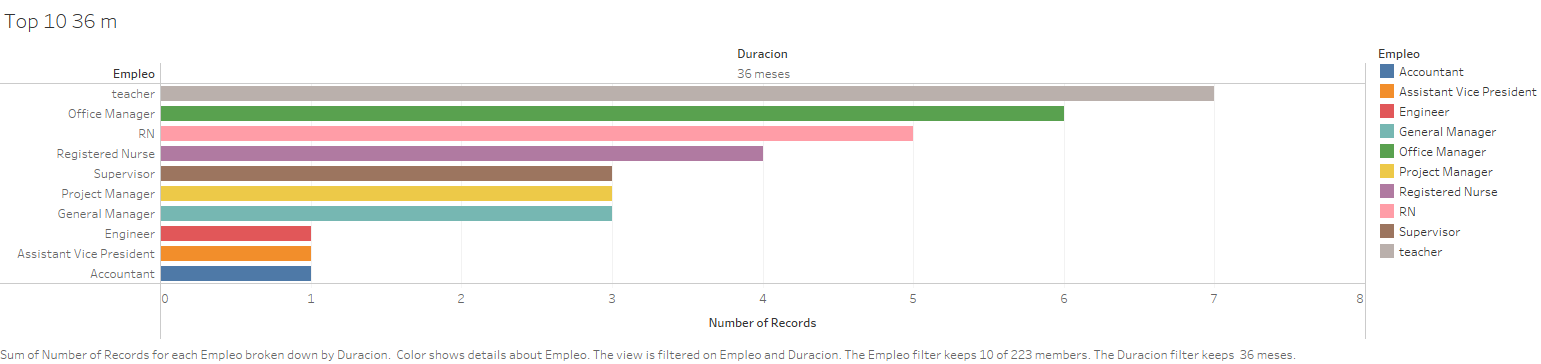 Top 10 36 m
Duracion
Empleo
36 meses
teacher
Office Manager
RN
Registered Nurse
Supervisor
Project Manager
General Manager
Engineer
Assistant Vice President
Accountant
0 1 2 3 4 5 6 7 8
Number of Records
Empleo
Accountant
Assistant Vice President
Engineer
General Manager
Office Manager
Project Manager
Registered Nurse
RN
Supervisor
teacher
Sum of Number of Records for each Empleo broken down by Duracion.  Color shows details about Empleo. The view is filtered on Empleo and Duracion. The Empleo filter keeps 10 of 223 members. The Duracion filter keeps  36 meses.